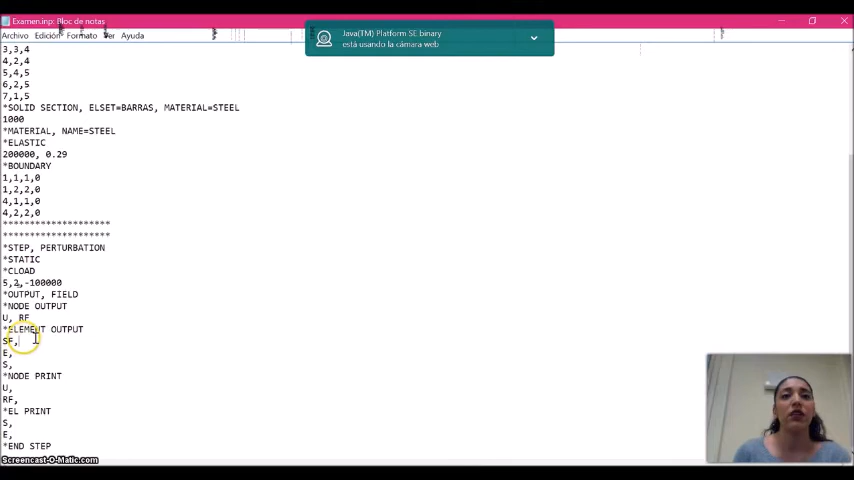 Examen.inp: Bloc de notas
Archivo Edición Formato Ver Ayuda
Java(TM) Platform SE binary
está usando la cámara web
3,3,4
4,2,4
5,4,5
6,2,5
7,1,5
*SOLID SECTION, ELSET=BARRAS, MATERIAL=STEEL
1000
*MATERIAL, NAME=STEEL
*ELASTIC
200000, 0.29
*BOUNDARY
1,1,1,0
1,2,2,0
4,1,1,0
4,2,2,0
********************
********************
*STEP, PERTURBATION
*STATIC
*CLOAD
5,2,-100000
*OUTPUT, FIELD
*NODE OUTPUT
U, RF
*ELEMENT OUTPUT
SF,
E,
S,
*NODE PRINT
U,
RF,
*EL PRINT
S,
E,
*END STEP
Screencast-O-Matic.com